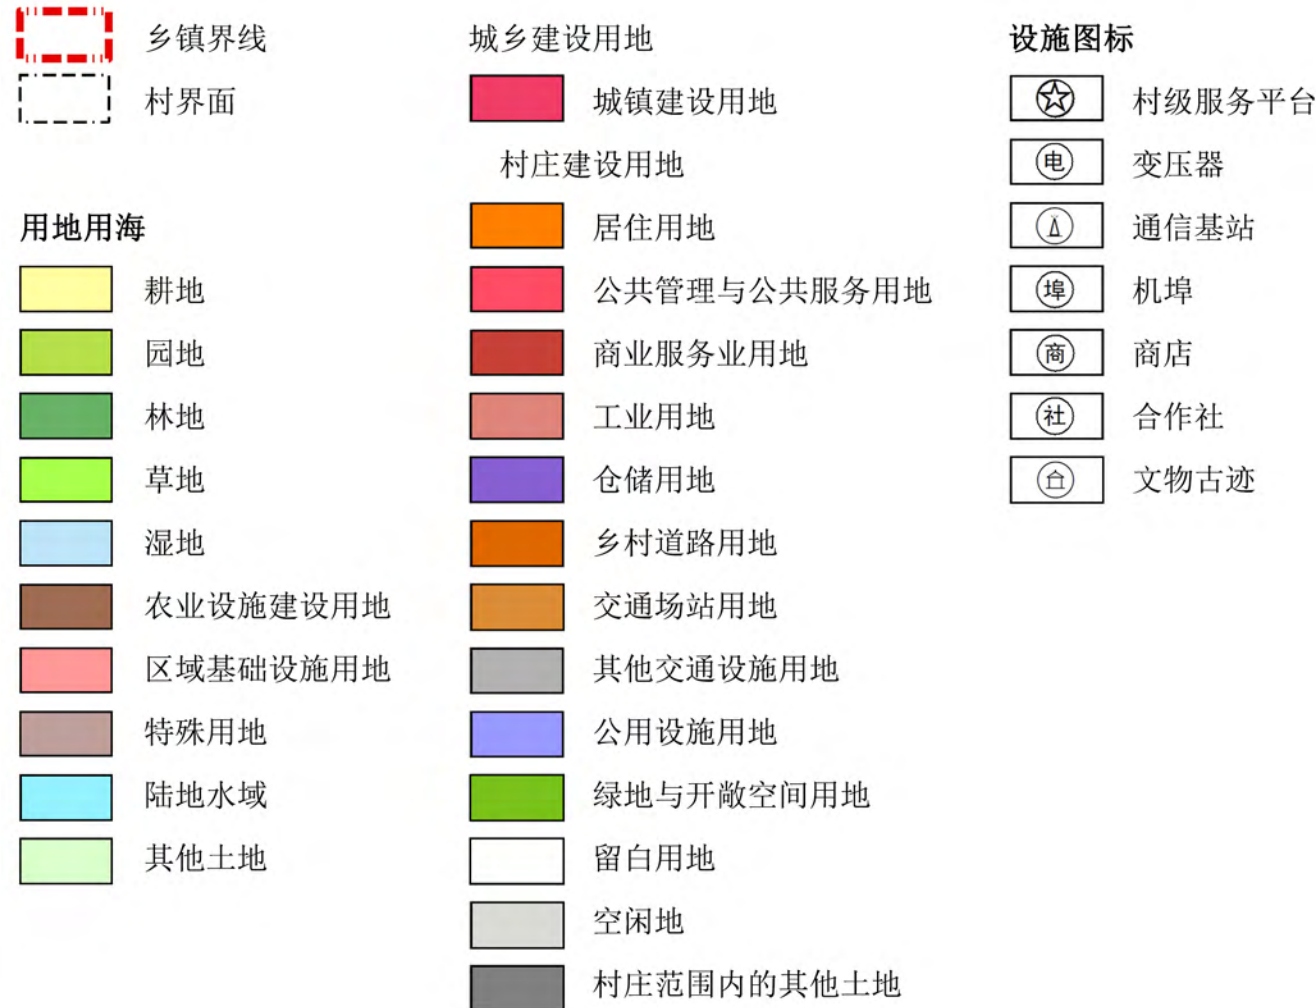 乡镇界线
村界面
用地用海
耕地
园地
林地
草地
湿地
农业设施建设用地
区域基础设施用地
特殊用地
陆地水域
其他土地
城乡建设用地
城镇建设用地
村庄建设用地
居住用地
公共管理与公共服务用地
商业服务业用地
工业用地
仓储用地
乡村道路用地
交通场站用地
其他交通设施用地
公用设施用地
绿地与开敞空间用地
留白用地
空闲地
村庄范围内的其他土地
设施图标
村级服务平台
电 变压器
通信基站
埠 机埠
商 商店
社 合作社
文物古迹